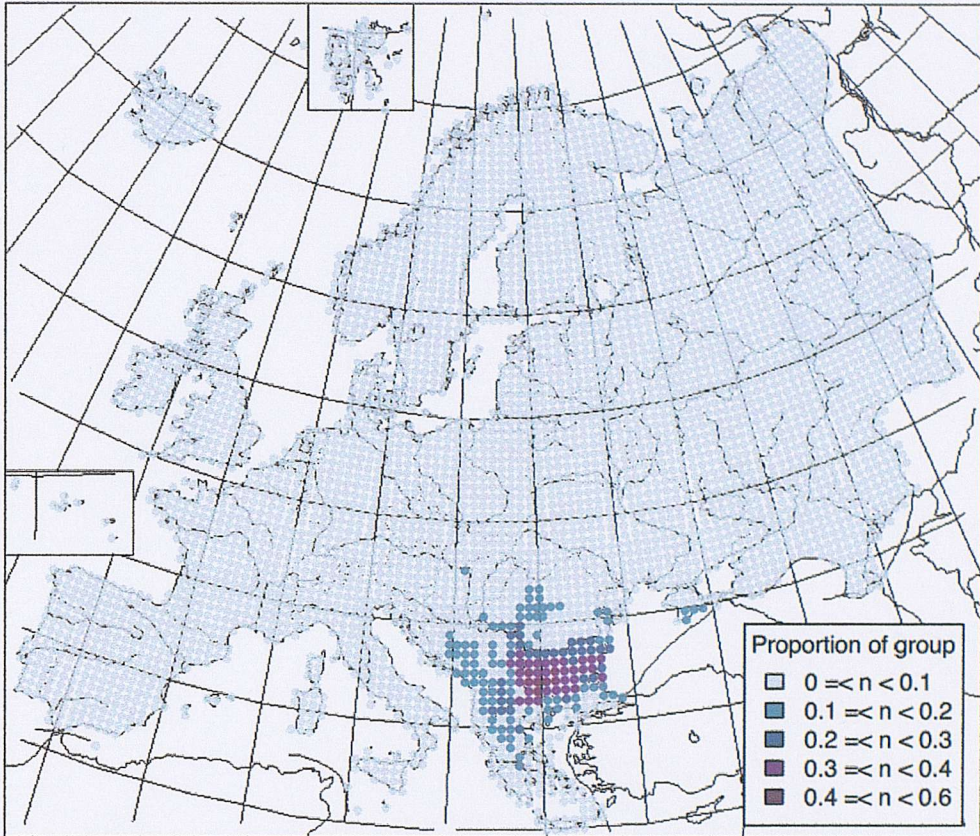 Proportion of group
0 =< n < 0.1
0.1 =< n < 0.2
0.2 =< n < 0.3
0.3 =< n < 0.4
0.4 =< n < 0.6